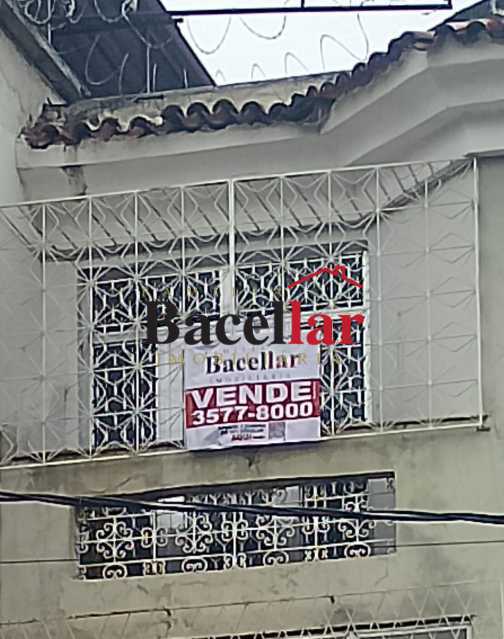 Bacellar
IMOBILIÁRIA
Bacellar
IMOBILIÁRIA
VENDE
3577-8000